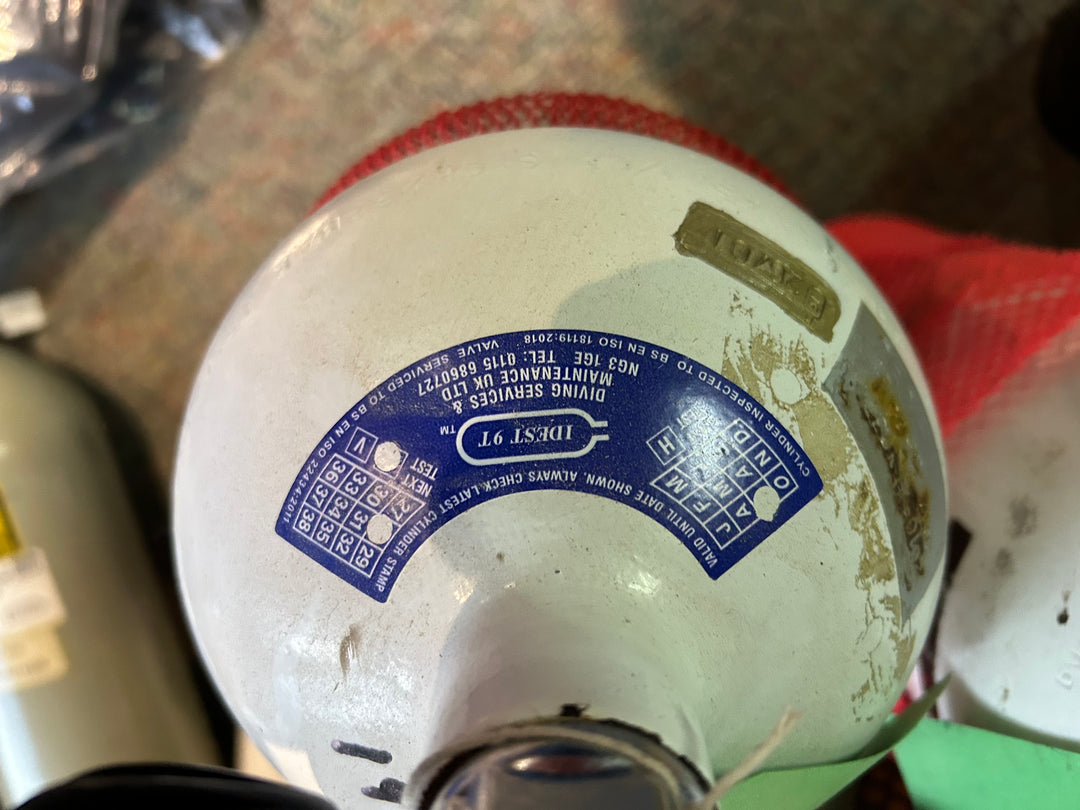 CYLINDER INSPECTED TO BS EN ISO 18119:2018 VALVE SERVICED TO BS EN ISO 22434-2011
DIVING SERVICES &
MAINTENANCE UK LTD
NG3 1GE TEL: 0115 6860727
IDEST 9T
TM
VALID UNTIL DATE SHOWN. ALWAYS CHECK LATEST CYLINDER STAMP
H
J F M
A M
A
O N D
NEXT
TEST
V
27
29 30
31
32 33
34
35 36
37
38